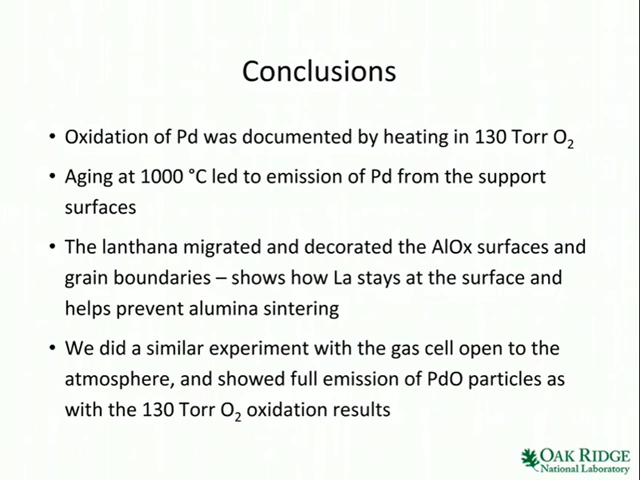 Conclusions
• Oxidation of Pd was documented by heating in 130 Torr O₂
• Aging at 1000 °C led to emission of Pd from the support
surfaces
• The lanthana migrated and decorated the AlOx surfaces and
grain boundaries – shows how La stays at the surface and
helps prevent alumina sintering
• We did a similar experiment with the gas cell open to the
atmosphere, and showed full emission of PdO particles as
with the 130 Torr O₂ oxidation results
OAK RIDGE
National Laboratory